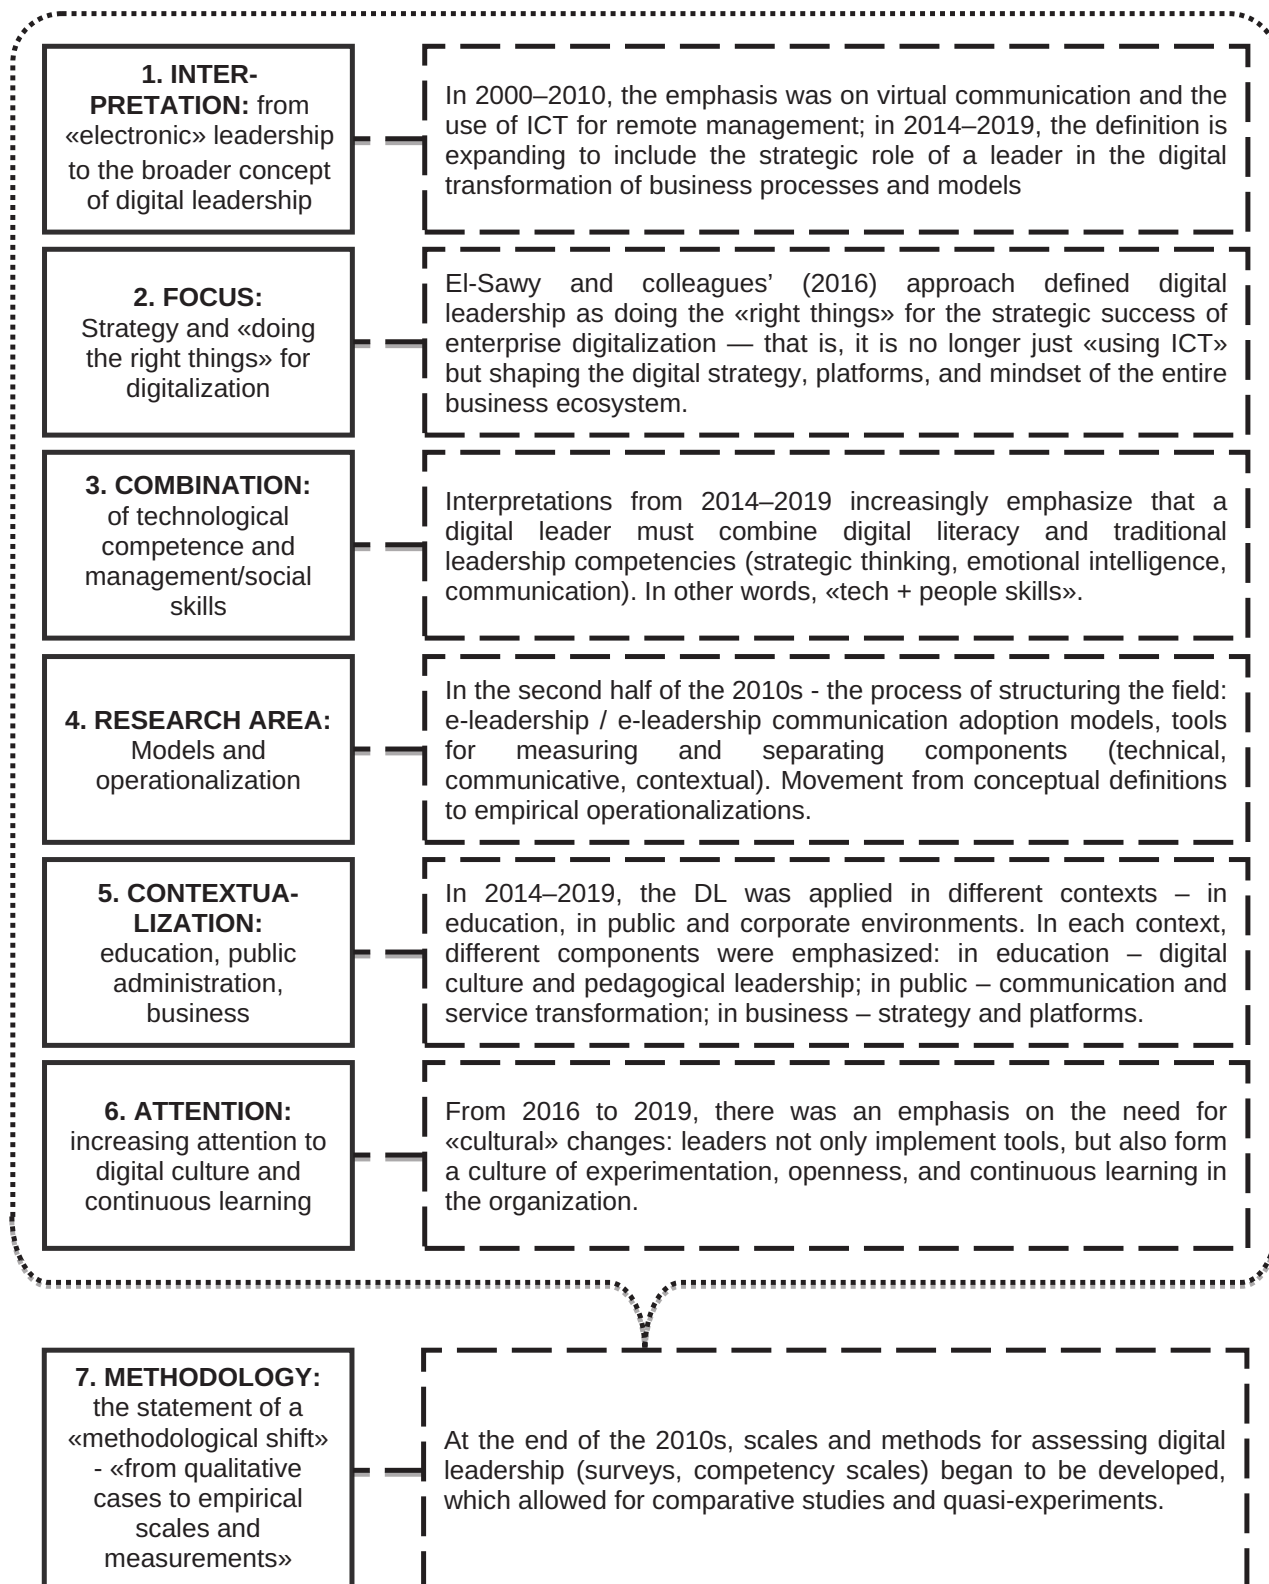 1. INTER-
PRETATION: from
«electronic» leadership
to the broader concept
of digital leadership
In 2000–2010, the emphasis was on virtual communication and the
use of ICT for remote management; in 2014–2019, the definition is
expanding to include the strategic role of a leader in the digital
transformation of business processes and models
2. FOCUS:
Strategy and «doing
the right things» for
digitalization
El-Sawy and colleagues’ (2016) approach defined digital
leadership as doing the «right things» for the strategic success of
enterprise digitalization — that is, it is no longer just «using ICT»
but shaping the digital strategy, platforms, and mindset of the entire
business ecosystem.
3. COMBINATION:
of technological
competence and
management/social
skills
Interpretations from 2014–2019 increasingly emphasize that a
digital leader must combine digital literacy and traditional
leadership competencies (strategic thinking, emotional intelligence,
communication). In other words, «tech + people skills».
4. RESEARCH AREA:
Models and
operationalization
In the second half of the 2010s - the process of structuring the field:
e-leadership / e-leadership communication adoption models, tools
for measuring and separating components (technical,
communicative, contextual). Movement from conceptual definitions
to empirical operationalizations.
5. CONTEXTUA-
LIZATION:
education, public
administration,
business
In 2014–2019, the DL was applied in different contexts – in
education, in public and corporate environments. In each context,
different components were emphasized: in education – digital
culture and pedagogical leadership; in public – communication and
service transformation; in business – strategy and platforms.
6. ATTENTION:
increasing attention to
digital culture and
continuous learning
From 2016 to 2019, there was an emphasis on the need for
«cultural» changes: leaders not only implement tools, but also form
a culture of experimentation, openness, and continuous learning in
the organization.
7. METHODOLOGY:
the statement of a
«methodological shift»
- «from qualitative
cases to empirical
scales and
measurements»
At the end of the 2010s, scales and methods for assessing digital
leadership (surveys, competency scales) began to be developed,
which allowed for comparative studies and quasi-experiments.